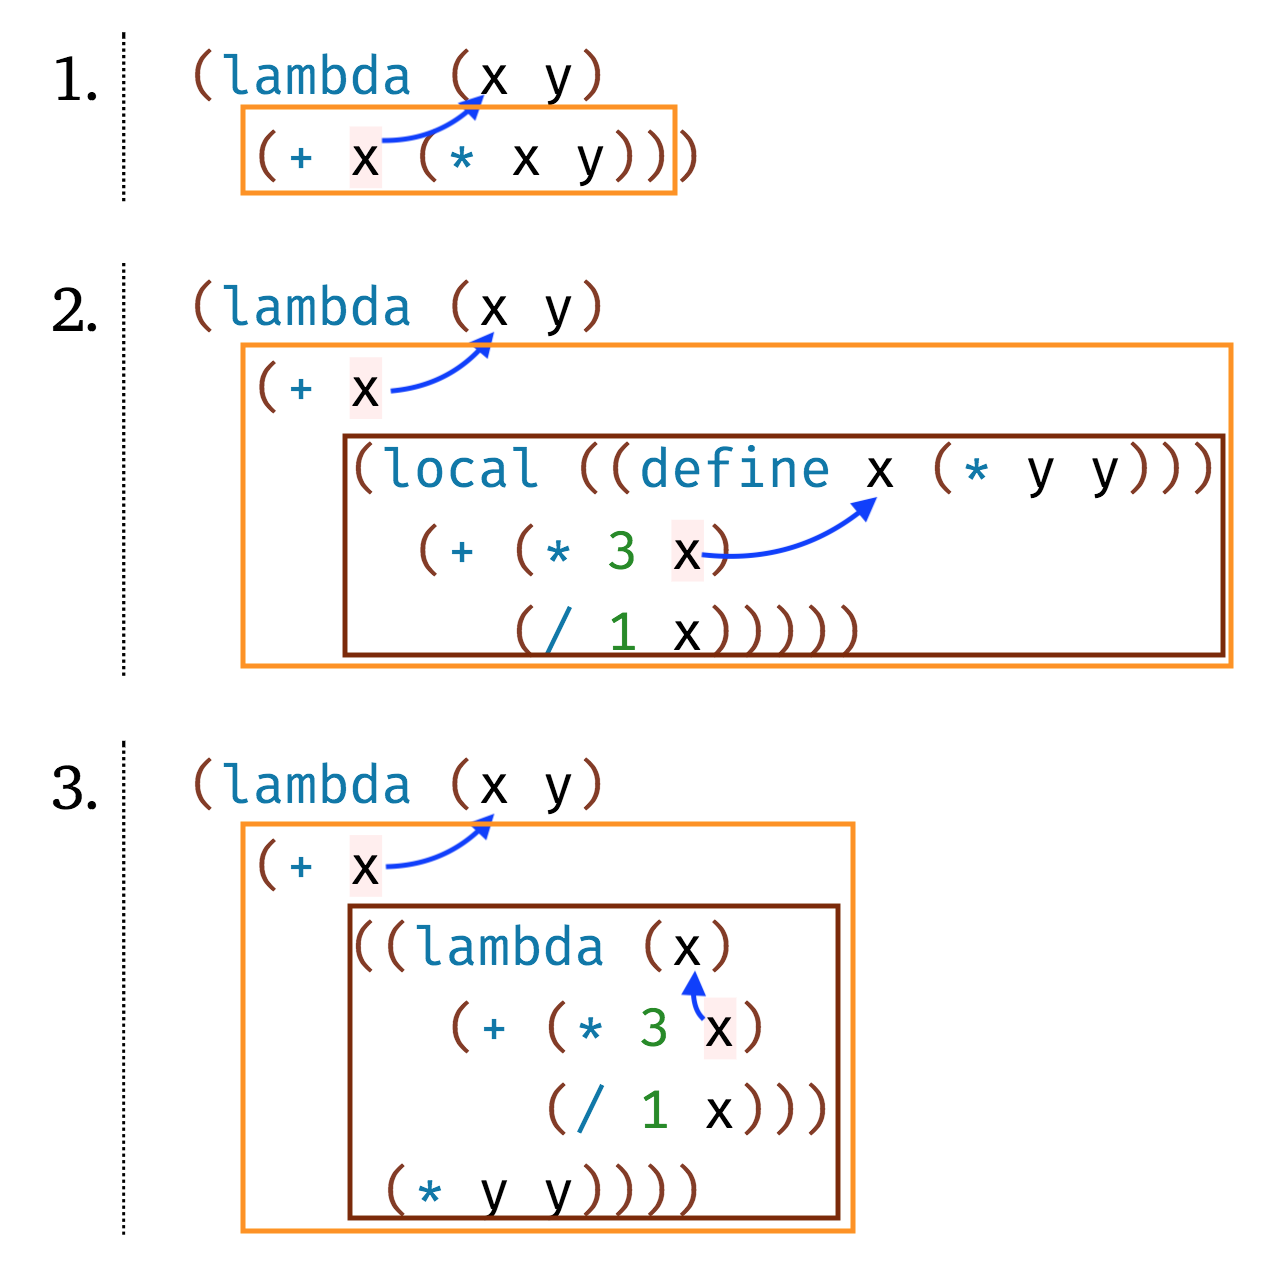 1. (lambda (x y)
(+ x (* x y)))
2. (lambda (x y)
(+ x
(local ((define x (* y y)))
(+ (* 3 x)
(/ 1 x)))))
3. (lambda (x y)
(+ x
((lambda (x)
(+ (* 3 x)
(/ 1 x)))
(* y y))))